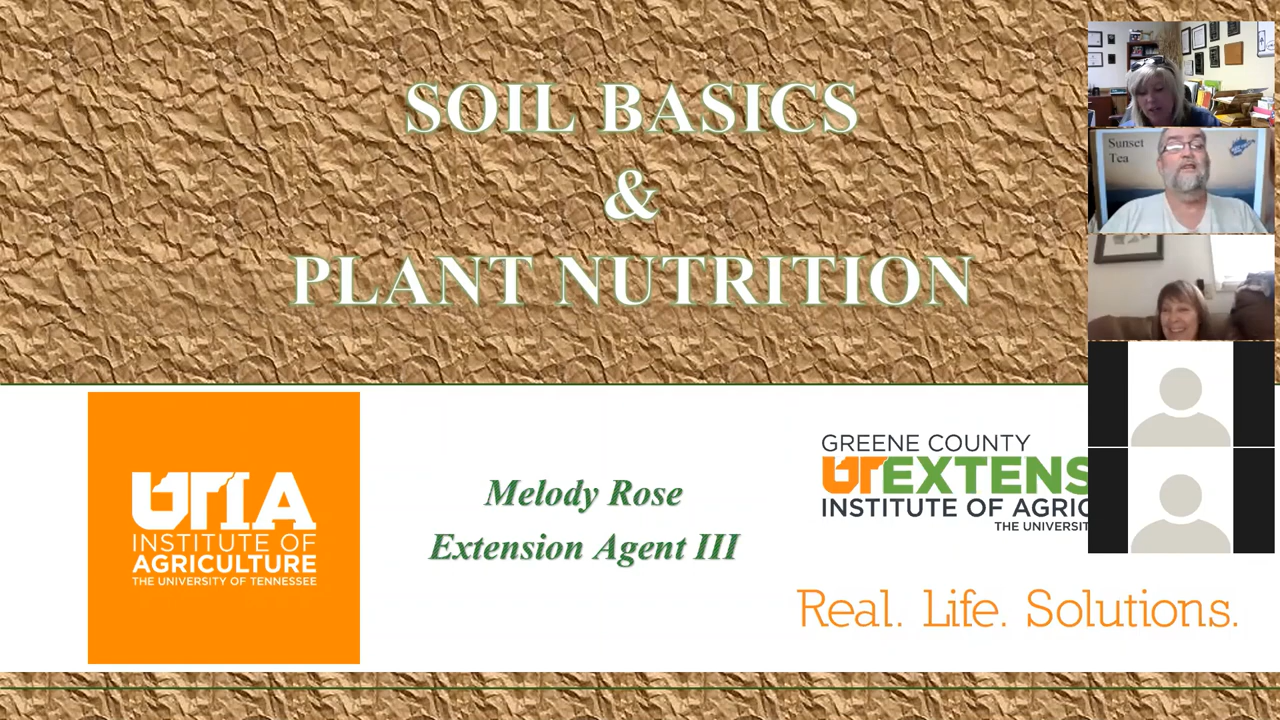 SOIL BASICS
&
PLANT NUTRITION
Sunset
Tea
UTIA
INSTITUTE OF
AGRICULTURE
THE UNIVERSITY OF TENNESSEE
Melody Rose
Extension Agent III
GREENE COUNTY
UTEXTENS
INSTITUTE OF AGRIC
THE UNIVERSIT
Real. Life. Solutions.